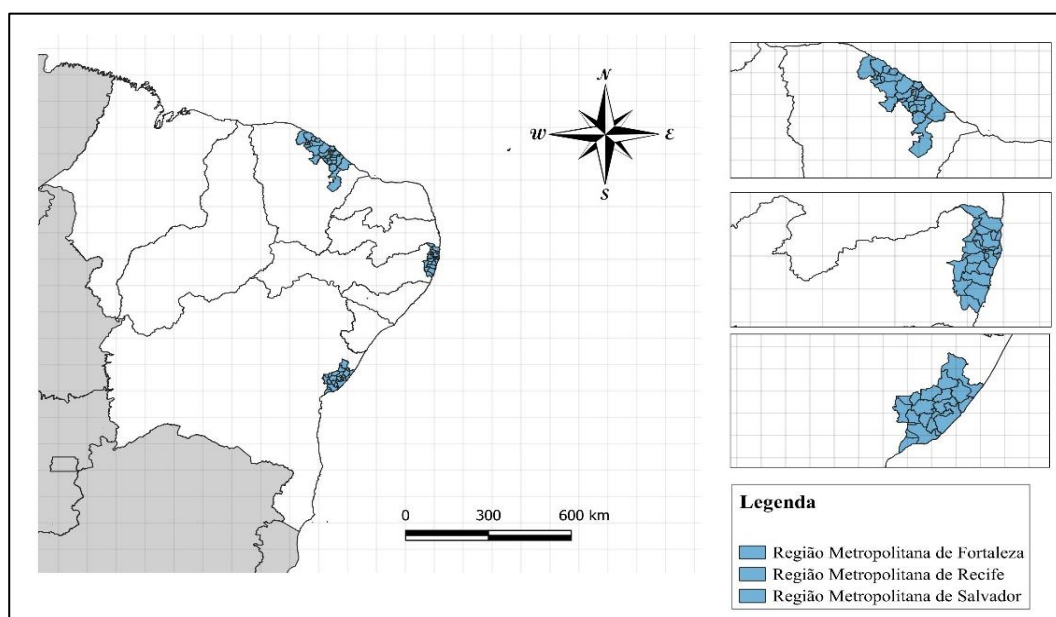 N
W
E
S
0 300 600 km
Legenda
Região Metropolitana de Fortaleza
Região Metropolitana de Recife
Região Metropolitana de Salvador